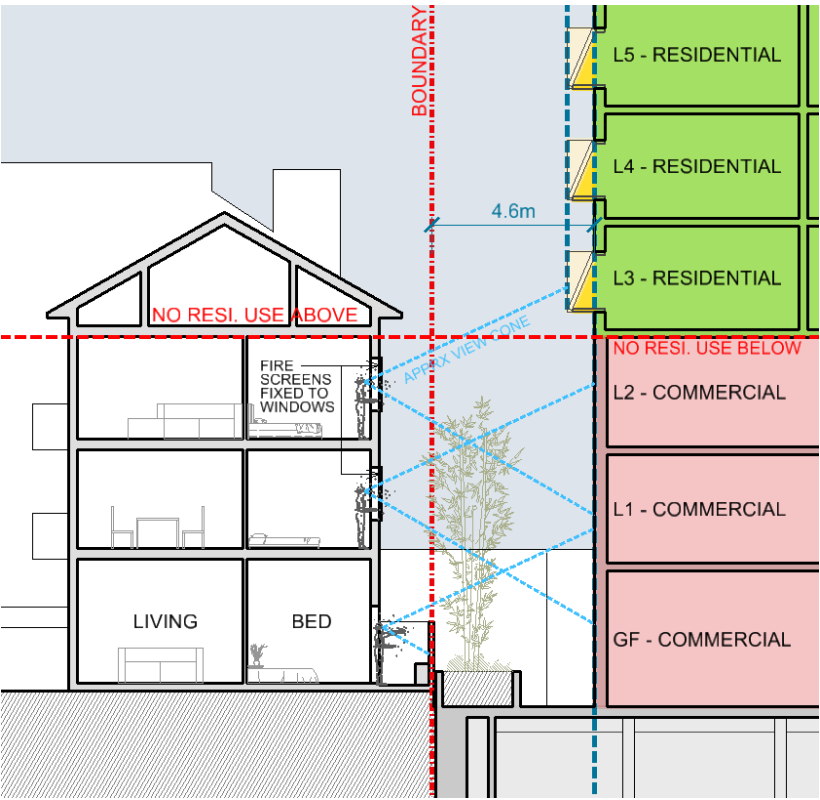 BOUNDARY
L5 - RESIDENTIAL
L4 - RESIDENTIAL
4.6m
L3 - RESIDENTIAL
NO RESI. USE ABOVE
APPRX VIEW CONE
NO RESI. USE BELOW
FIRE
SCREENS
FIXED TO
WINDOWS
L2 - COMMERCIAL
L1 - COMMERCIAL
LIVING
BED
GF - COMMERCIAL